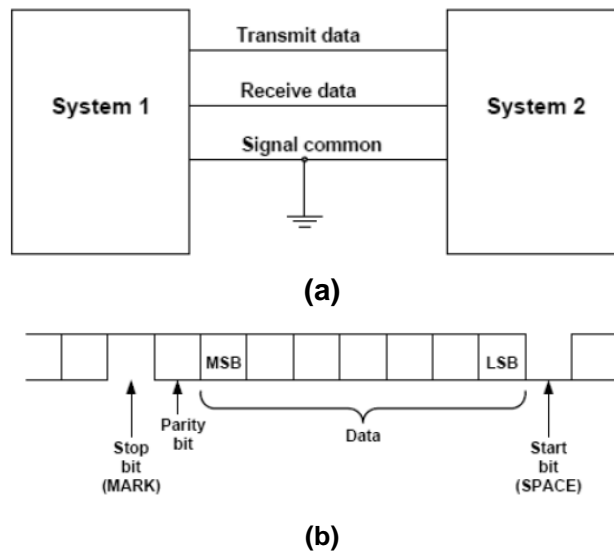 Transmit data
System 1
Receive data
System 2
Signal common
(a)
MSB
LSB
Stop
bit
(MARK)
Parity
bit
Data
Start
bit
(SPACE)
(b)